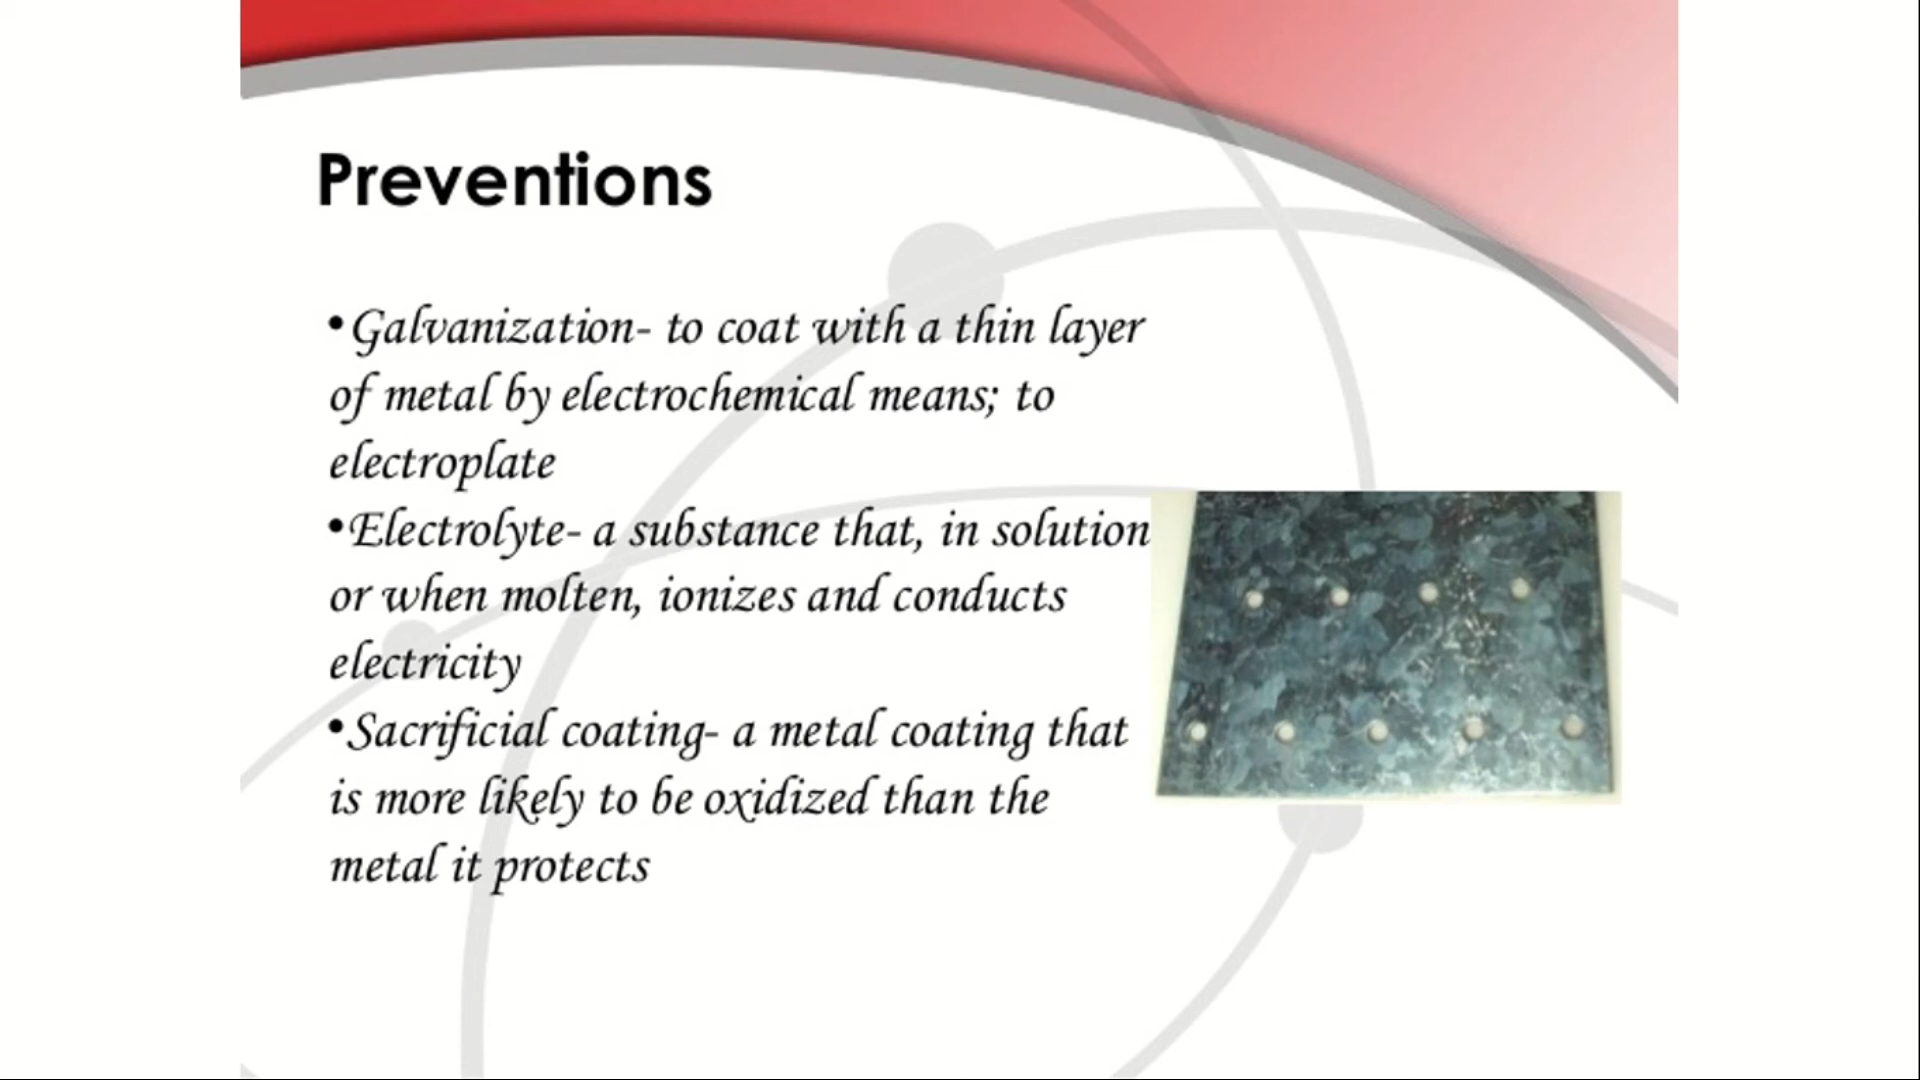 Preventions
•Galvanization- to coat with a thin layer
of metal by electrochemical means; to
electroplate
•Electrolyte- a substance that, in solution
or when molten, ionizes and conducts
electricity
•Sacrificial coating- a metal coating that
is more likely to be oxidized than the
metal it protects